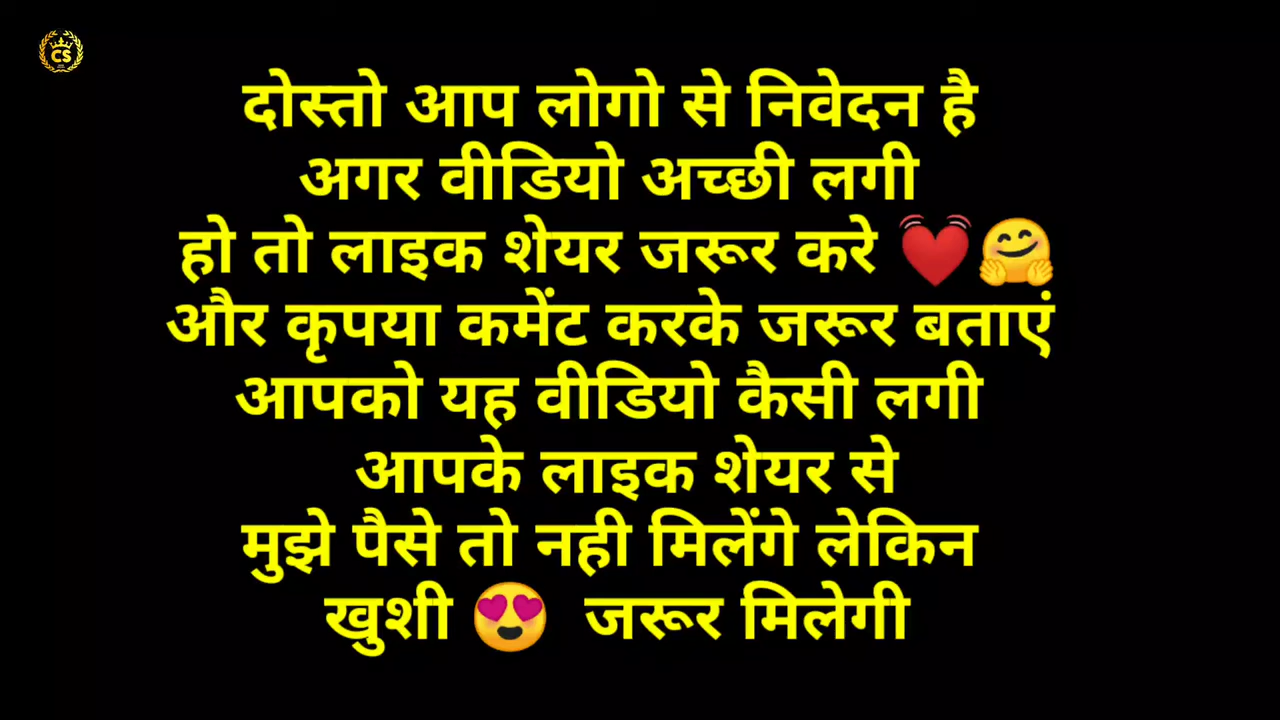 CS
दोस्तो आप लोगो से निवेदन है
अगर वीडियो अच्छी लगी
हो तो लाइक शेयर जरूर करे 💓🤗
और कृपया कमेंट करके जरूर बताएं
आपको यह वीडियो कैसी लगी
आपके लाइक शेयर से
मुझे पैसे तो नही मिलेंगे लेकिन
खुशी 😍 जरूर मिलेगी